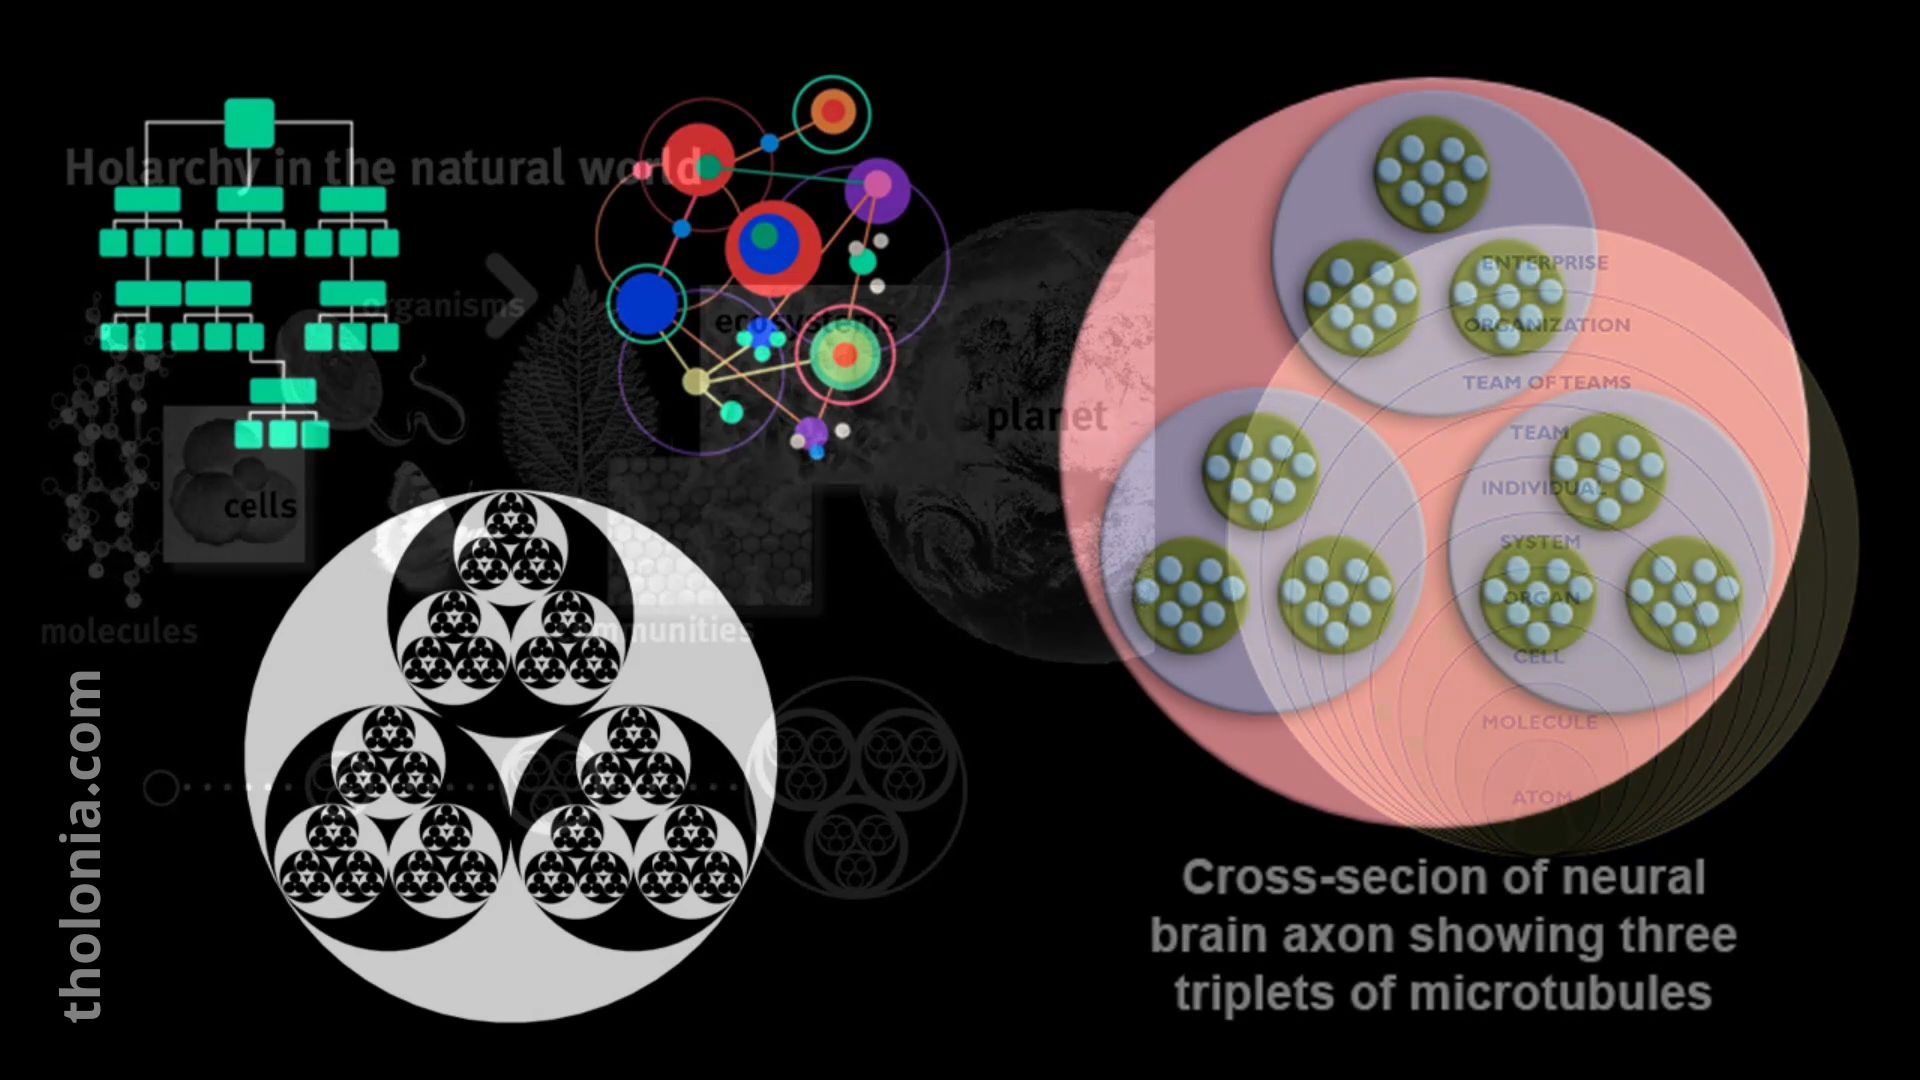 Holarchy in the natural world
organisms
ecosystems
planet
cells
molecules
mmunities
tholonia.com
ENTERPRISE
ORGANIZATION
TEAM OF TEAMS
TEAM
INDIVIDUAL
SYSTEM
ORGAN
CELL
MOLECULE
ATOM
Cross-secion of neural
brain axon showing three
triplets of microtubules